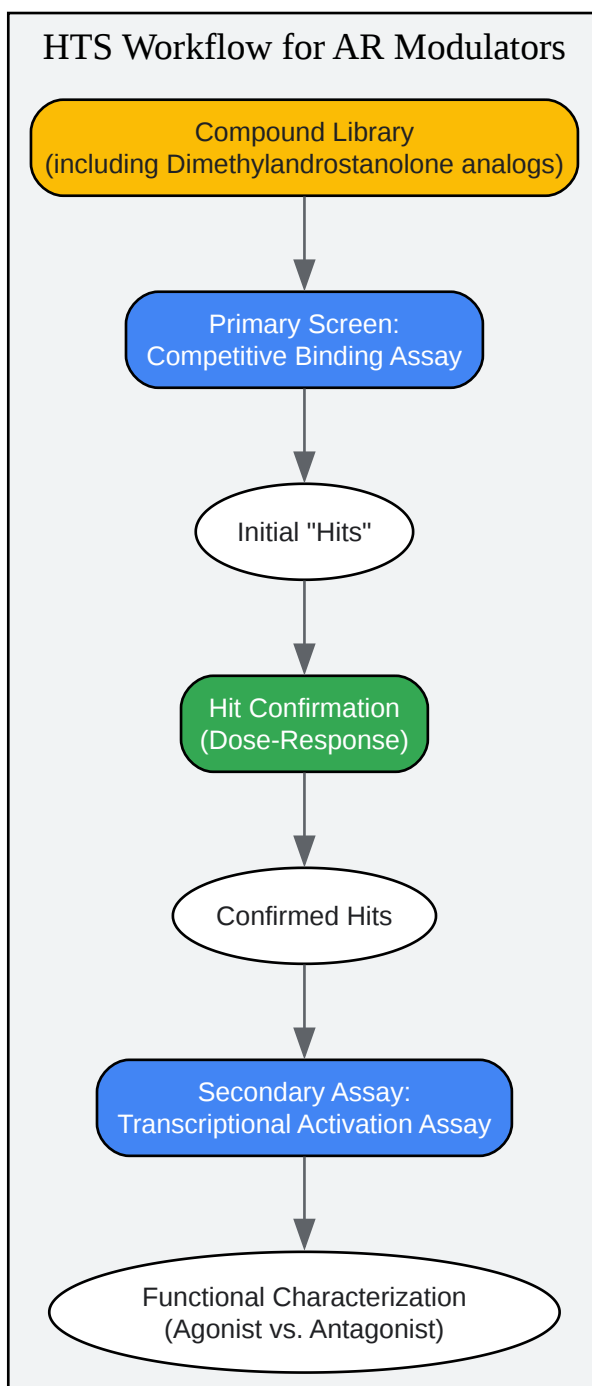 HTS Workflow for AR Modulators
Compound Library
(including Dimethylandrostanolone analogs)
Primary Screen:
Competitive Binding Assay
Initial "Hits"
Hit Confirmation
(Dose-Response)
Confirmed Hits
Secondary Assay:
Transcriptional Activation Assay
Functional Characterization
(Agonist vs. Antagonist)